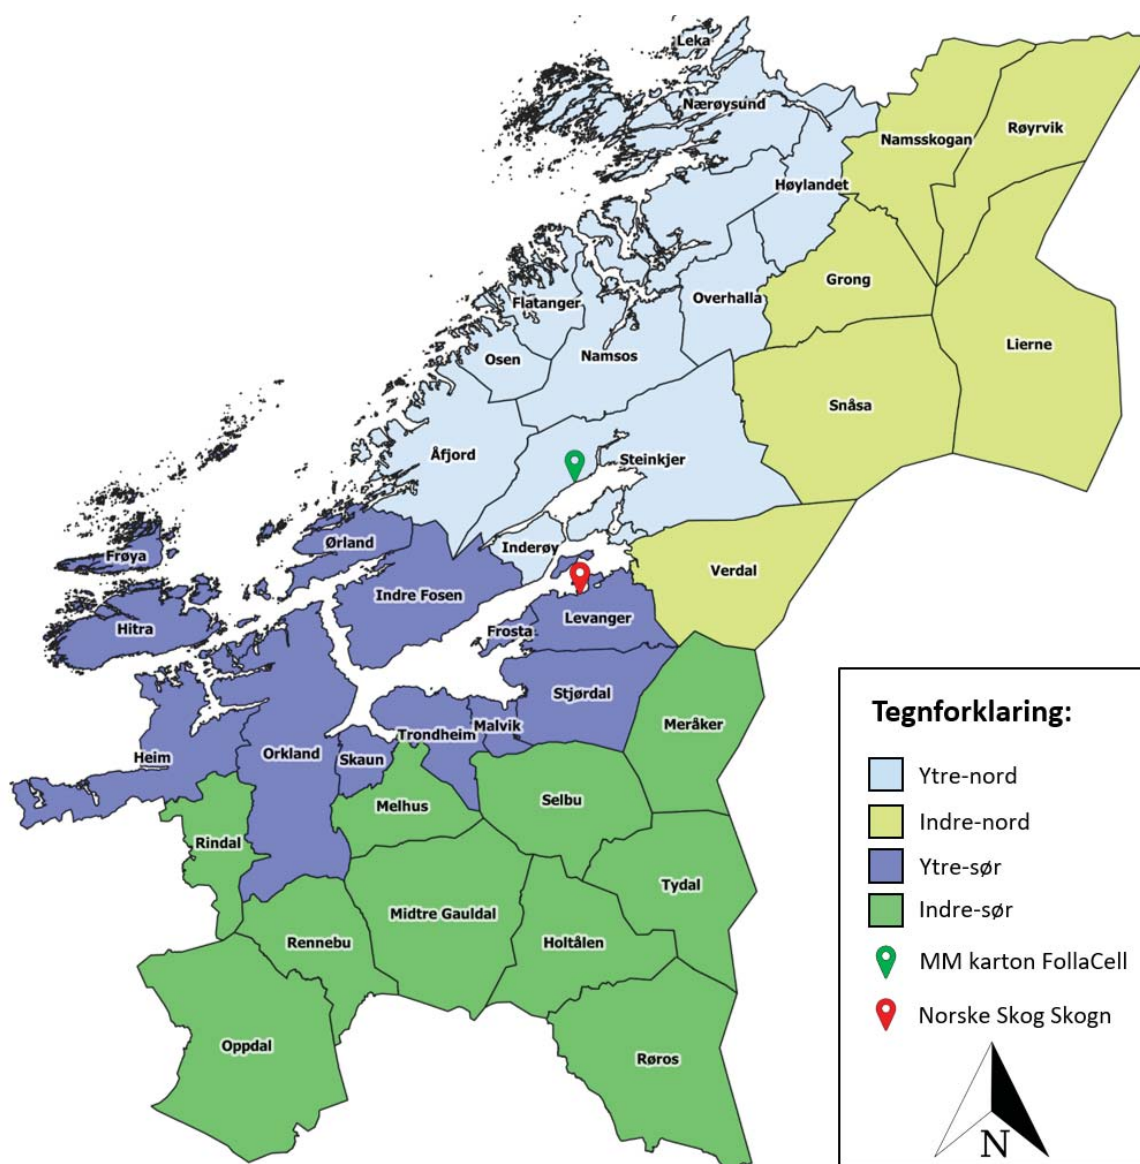 Leka
Nærøysund
Røyrvik
Namsskogan
Høylandet
Grong
Overhalla
Flatanger
Lierne
Namsos
Osen
Snåsa
Åfjord
Steinkjer
Ørland
Inderøy
Frøya
Verdal
Indre Fosen
Levanger
Hitra
Frosta
Stjørdal
Meråker
Malvik
Trondheim
Orkland
Heim
Skaun
Selbu
Melhus
Rindal
Tydal
Midtre Gauldal
Rennebu
Holtålen
Oppdal
Røros
Tegnforklaring:
Ytre-nord
Indre-nord
Ytre-sør
Indre-sør
MM karton FollaCell
Norske Skog Skogn
N